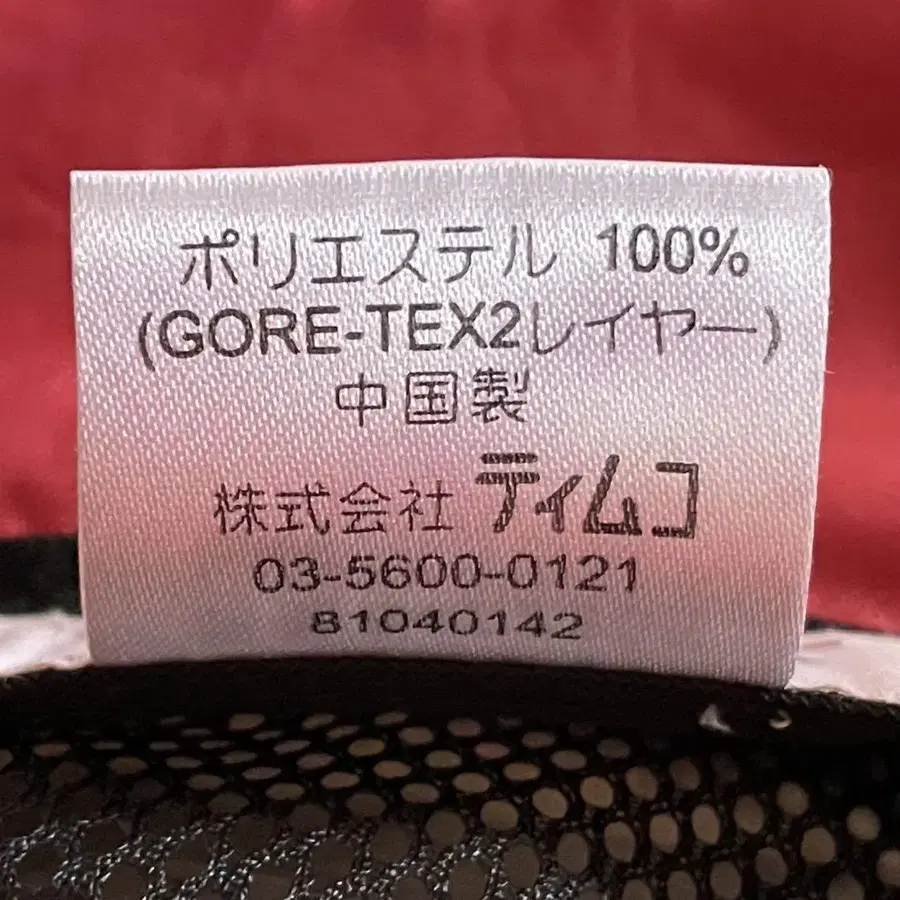 ポリエステル 100%
(GORE-TEX2レイヤー)
中国製
株式会社 ティムコ
03-5600-0121
81040142